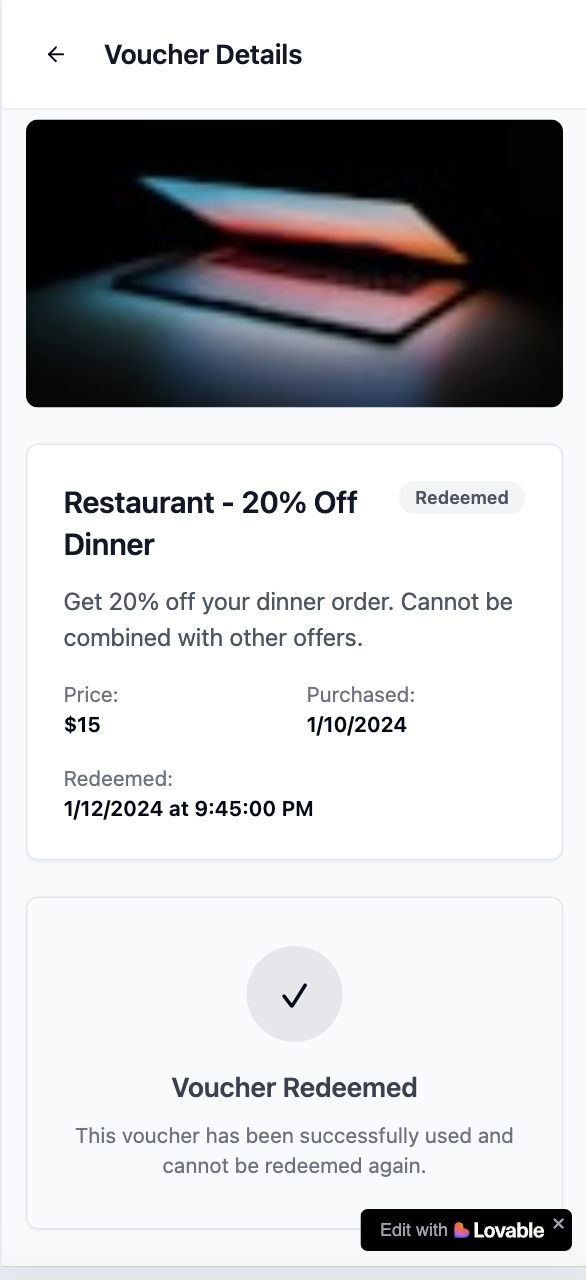 Voucher Details
Restaurant - 20% Off
Dinner
Redeemed
Get 20% off your dinner order. Cannot be
combined with other offers.
Price:
$15
Purchased:
1/10/2024
Redeemed:
1/12/2024 at 9:45:00 PM
Voucher Redeemed
This voucher has been successfully used and
cannot be redeemed again.
Edit with Lovable